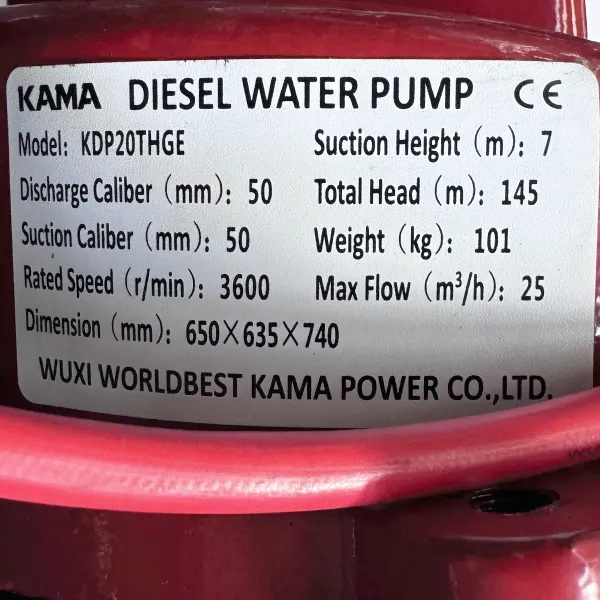 KAMA DIESEL WATER PUMP CE
Model: KDP20THGE Suction Height (m): 7
Discharge Caliber (mm): 50 Total Head (m): 145
Suction Caliber (mm): 50 Weight (kg): 101
Rated Speed (r/min): 3600 Max Flow (m³/h): 25
Dimension (mm): 650×635×740
WUXI WORLDBEST KAMA POWER CO.,LTD.